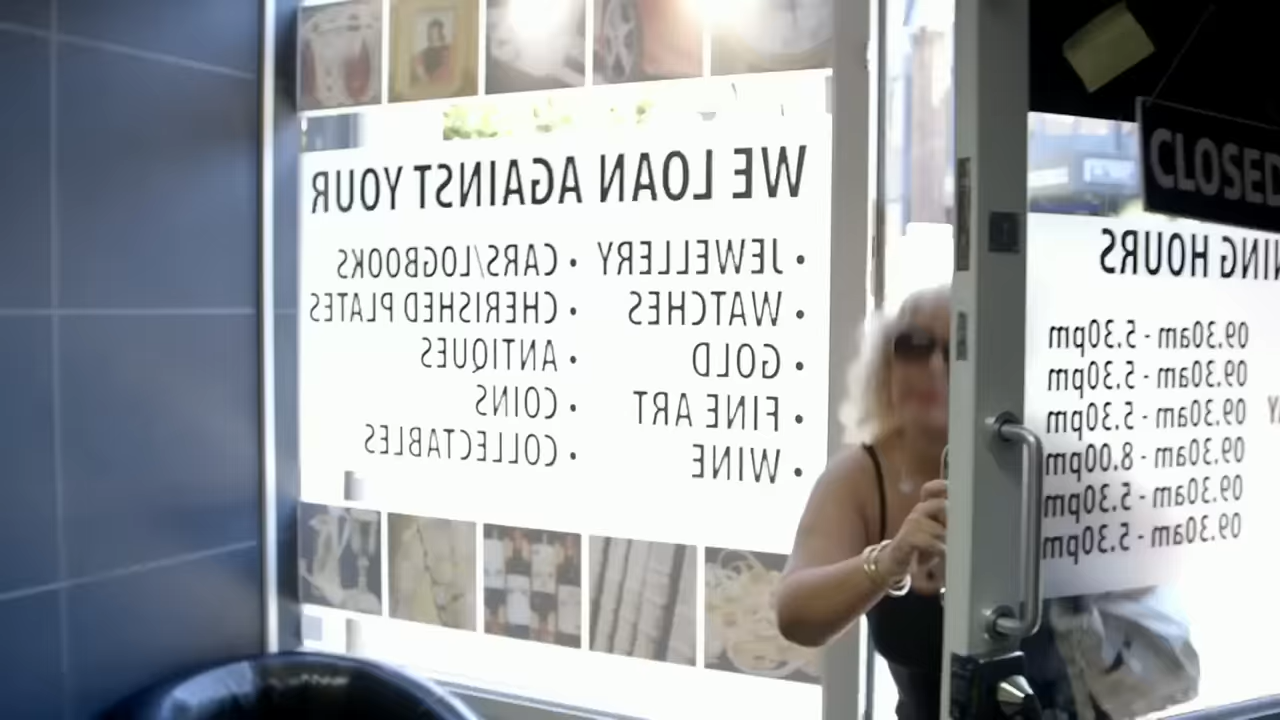 WE LOAN AGAINST YOUR
• JEWELLERY
• WATCHES
• GOLD
• FINE ART
• WINE
• CARS/LOGBOOKS
• CHERISHED PLATES
• ANTIQUES
• COINS
• COLLECTABLES
CLOSED
HOURS
09.30am - 5.30pm
09.30am - 5.30pm
09.30am - 5.30pm
09.30am - 8.00pm
09.30am - 5.30pm
09.30am - 5.30pm